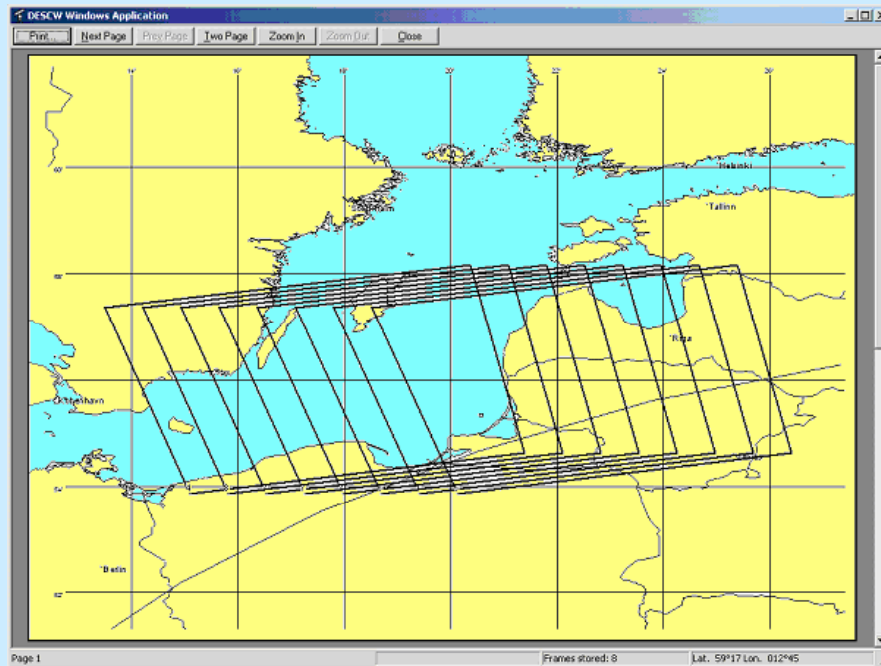 DESCW Windows Application
Print... Next Page Prev Page Two Page Zoom In Zoom Out Close
14° 16° 18° 20° 22° 24° 26°
60°
Helsinki
Tallinn
58°
Riga
54°
Berlin
52°
Page 1 Frames stored: 8 Lat. 59°17 Lon. 012°45